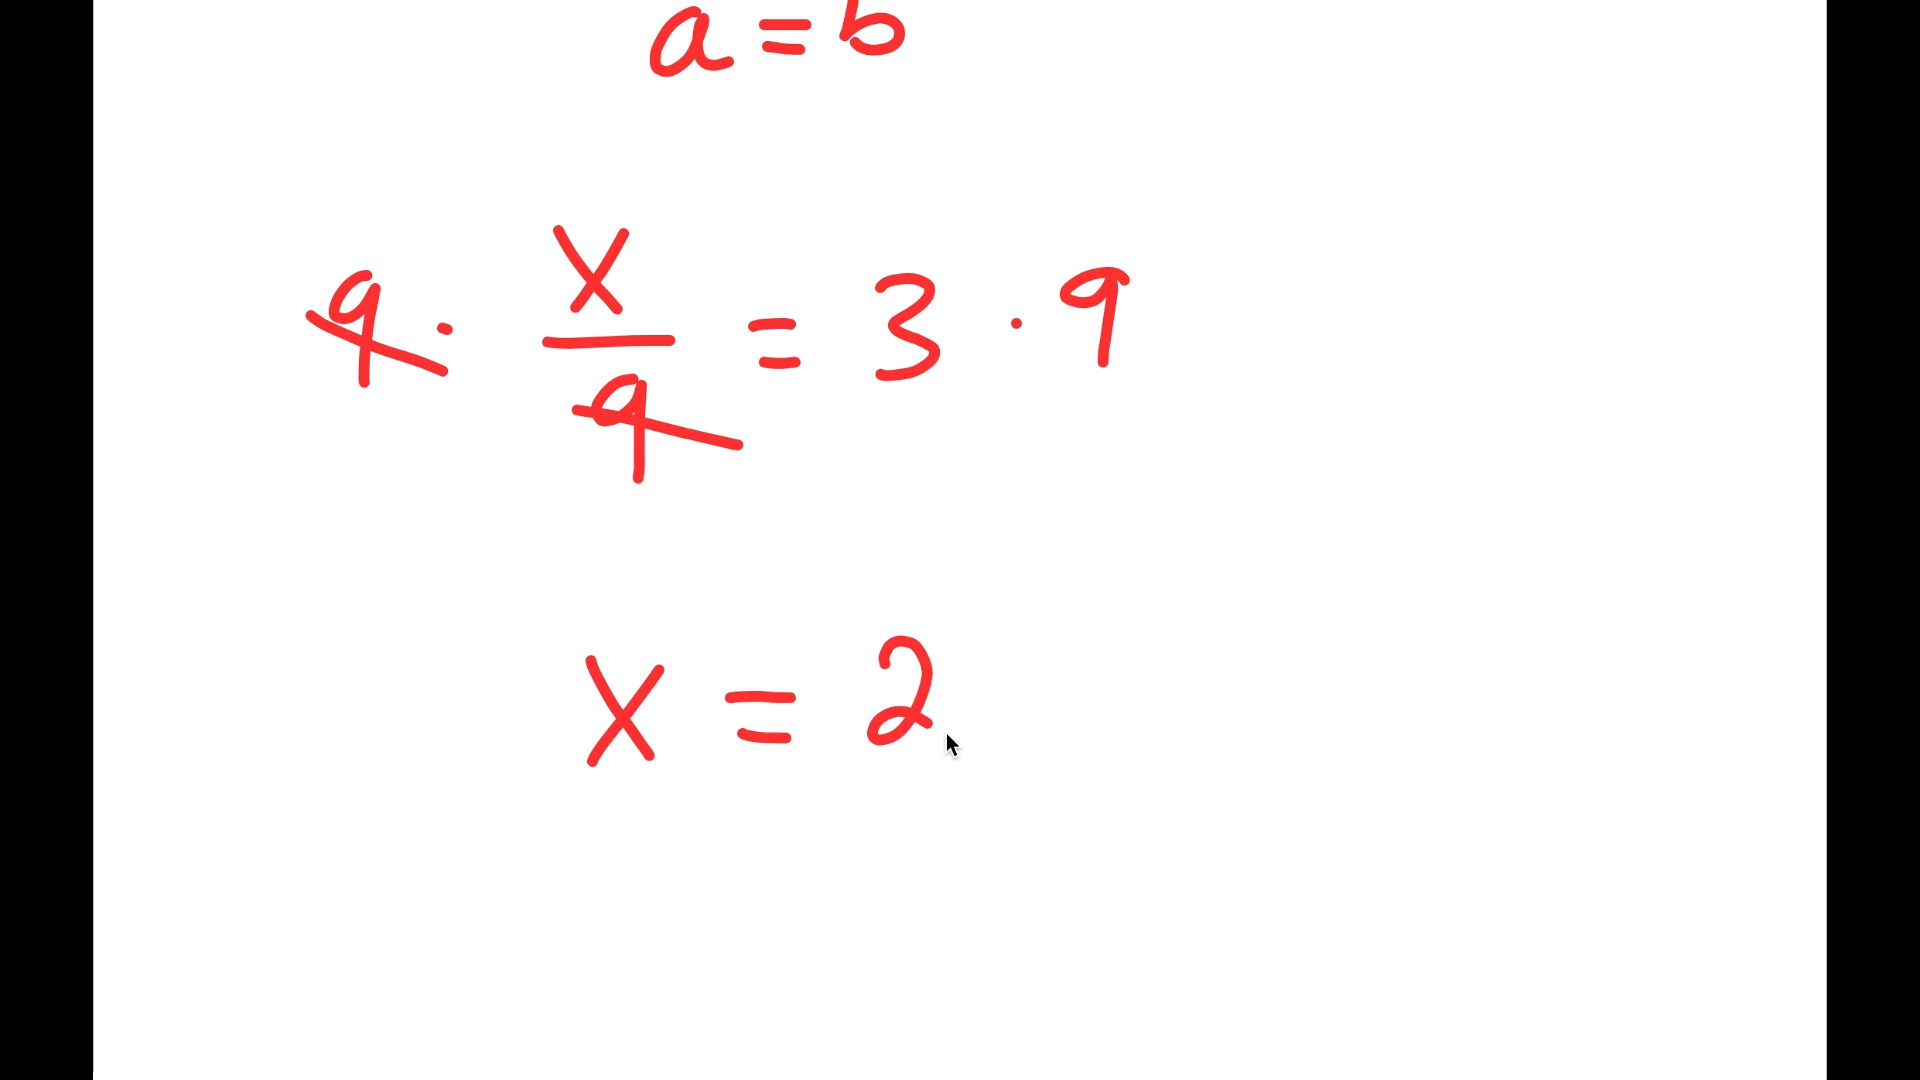 a = b
9 · x/9 = 3 · 9
x = 2